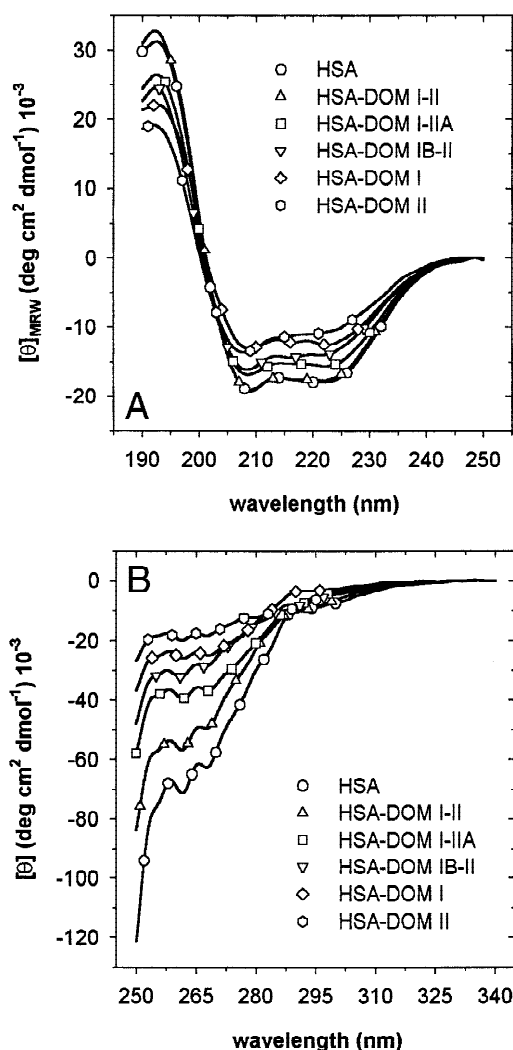 [θ]MRW (deg cm² dmol⁻¹) 10⁻³
30
20
10
0
-10
-20
HSA
HSA-DOM I-II
HSA-DOM I-IIA
HSA-DOM IB-II
HSA-DOM I
HSA-DOM II
A
190 200 210 220 230 240 250
wavelength (nm)
B
[θ] (deg cm² dmol⁻¹) 10⁻³
0
-20
-40
-60
-80
-100
-120
HSA
HSA-DOM I-II
HSA-DOM I-IIA
HSA-DOM IB-II
HSA-DOM I
HSA-DOM II
250 265 280 295 310 325 340
wavelength (nm)